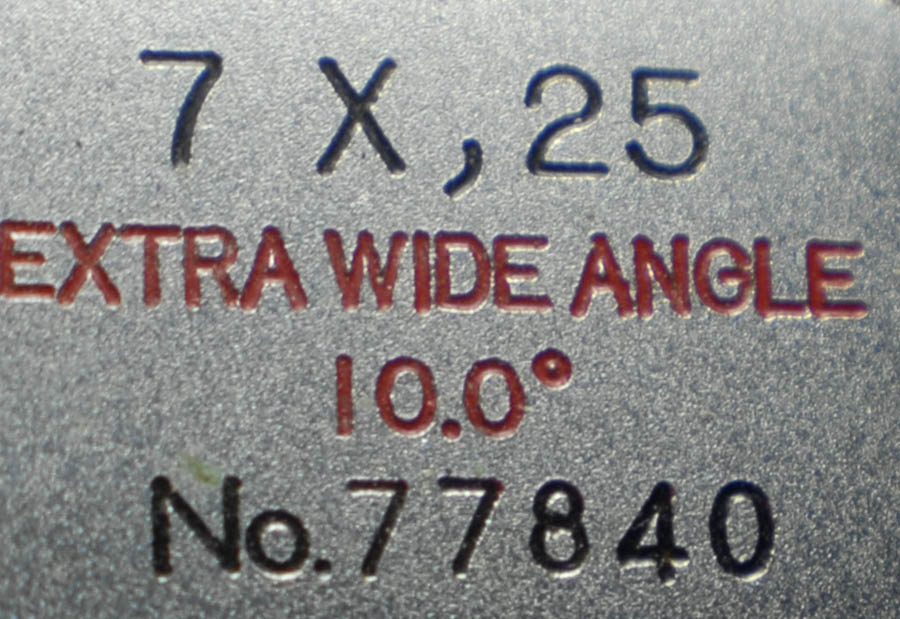 7 X , 25
EXTRA WIDE ANGLE
10.0°
No. 77840